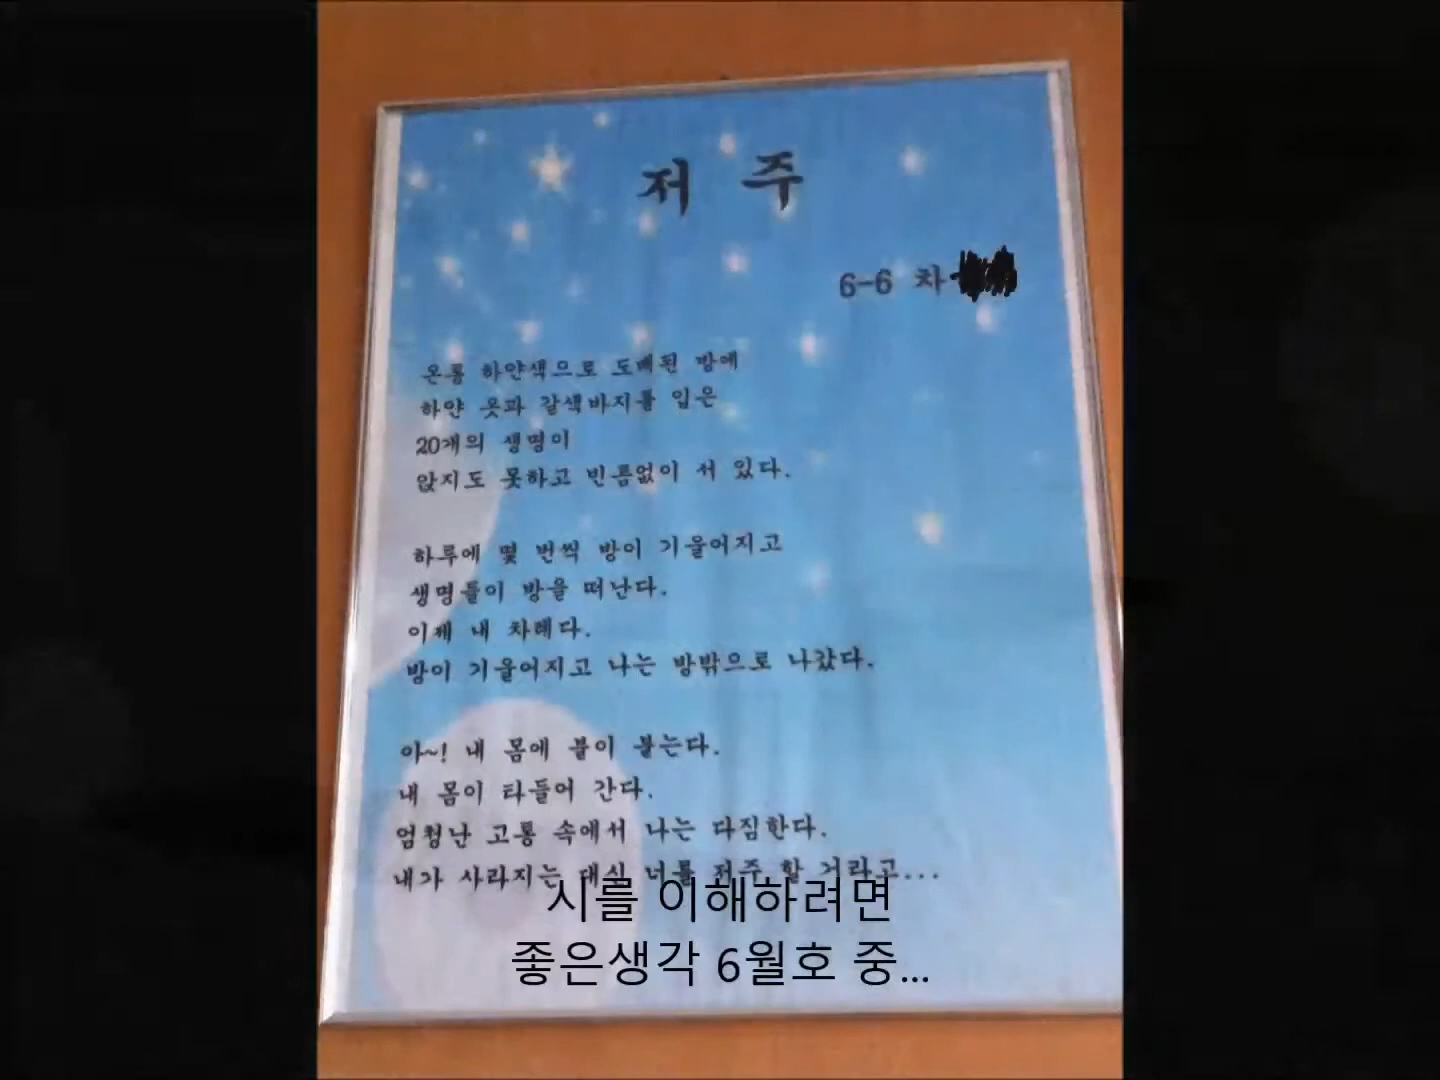 저 주
6-6 차
온통 하얀색으로 도배된 방에
하얀 옷과 갈색바지를 입은
20개의 생명이
앉지도 못하고 빈틈없이 서 있다.
하루에 몇 번씩 방이 기울어지고
생명들이 방을 떠난다.
이제 내 차례다.
방이 기울어지고 나는 방밖으로 나갔다.
아~! 내 몸에 불이 붙는다.
내 몸이 타들어 간다.
엄청난 고통 속에서 나는 다짐한다.
내가 사라지는 대신 너를 저주 할 거라고...
시를 이해하려면
좋은생각 6월호 중...